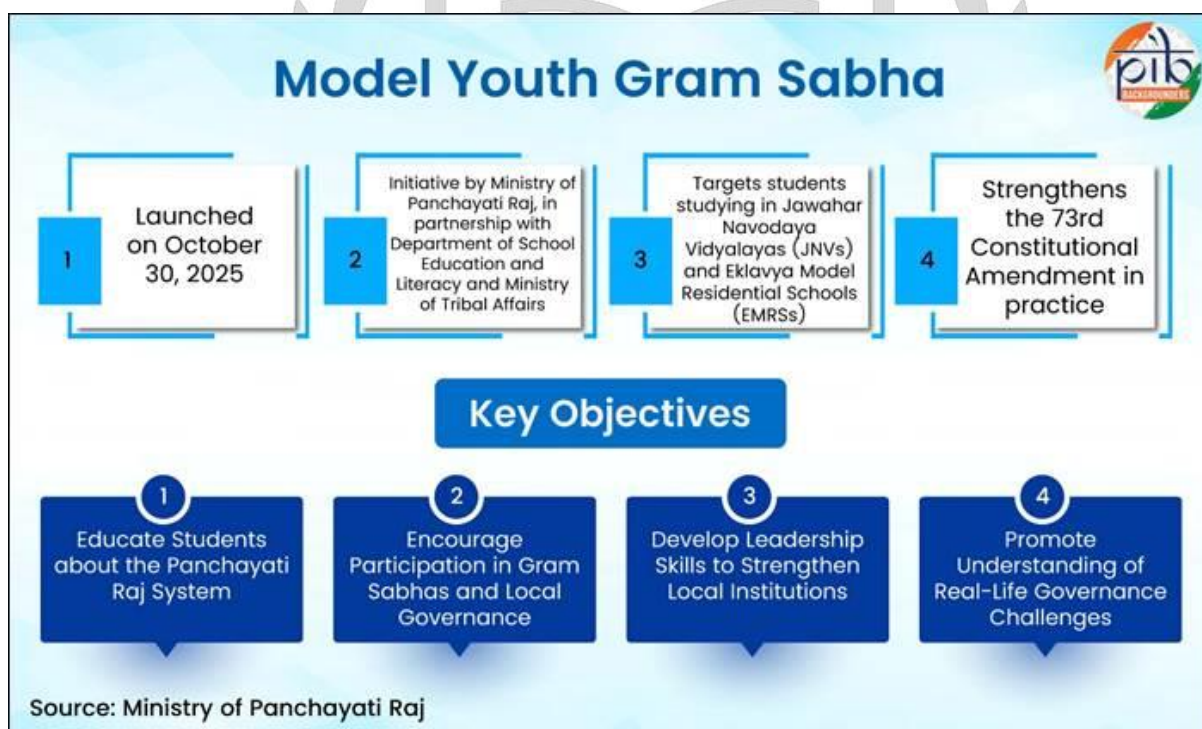 Model Youth Gram Sabha
pib
BACKGROUNDERS
1
Launched
on October
30, 2025
2
Initiative by Ministry of
Panchayati Raj, in
partnership with
Department of School
Education and
Literacy and Ministry
of Tribal Affairs
3
Targets students
studying in Jawahar
Navodaya
Vidyalayas (JNVs)
and Eklavya Model
Residential Schools
(EMRSs)
4
Strengthens
the 73rd
Constitutional
Amendment in
practice
Key Objectives
1
Educate Students
about the Panchayati
Raj System
2
Encourage
Participation in Gram
Sabhas and Local
Governance
3
Develop Leadership
Skills to Strengthen
Local Institutions
4
Promote
Understanding of
Real-Life Governance
Challenges
Source: Ministry of Panchayati Raj